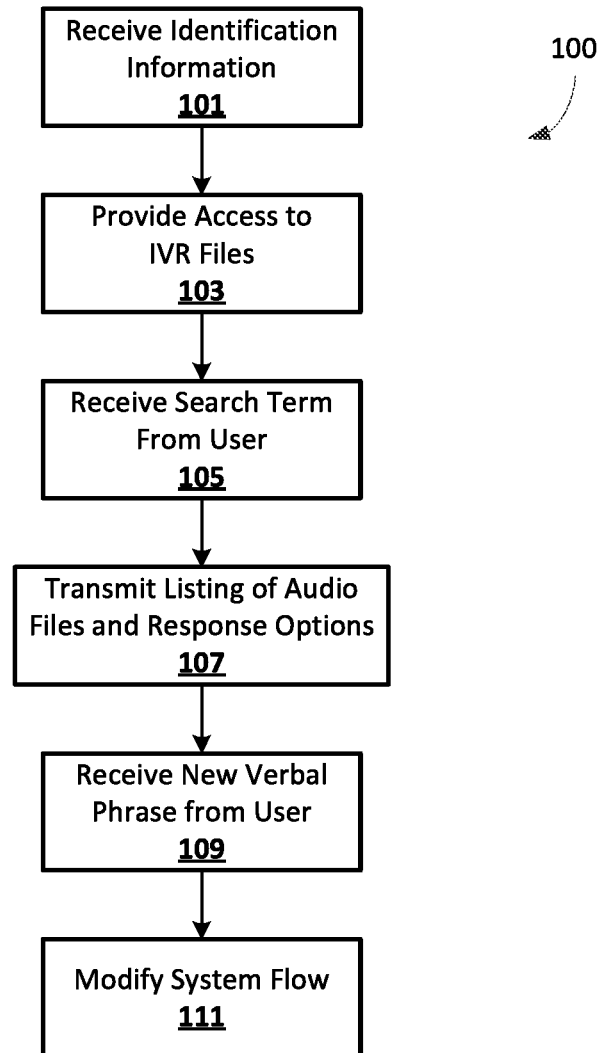 Receive Identification
Information
101
100
Provide Access to
IVR Files
103
Receive Search Term
From User
105
Transmit Listing of Audio
Files and Response Options
107
Receive New Verbal
Phrase from User
109
Modify System Flow
111